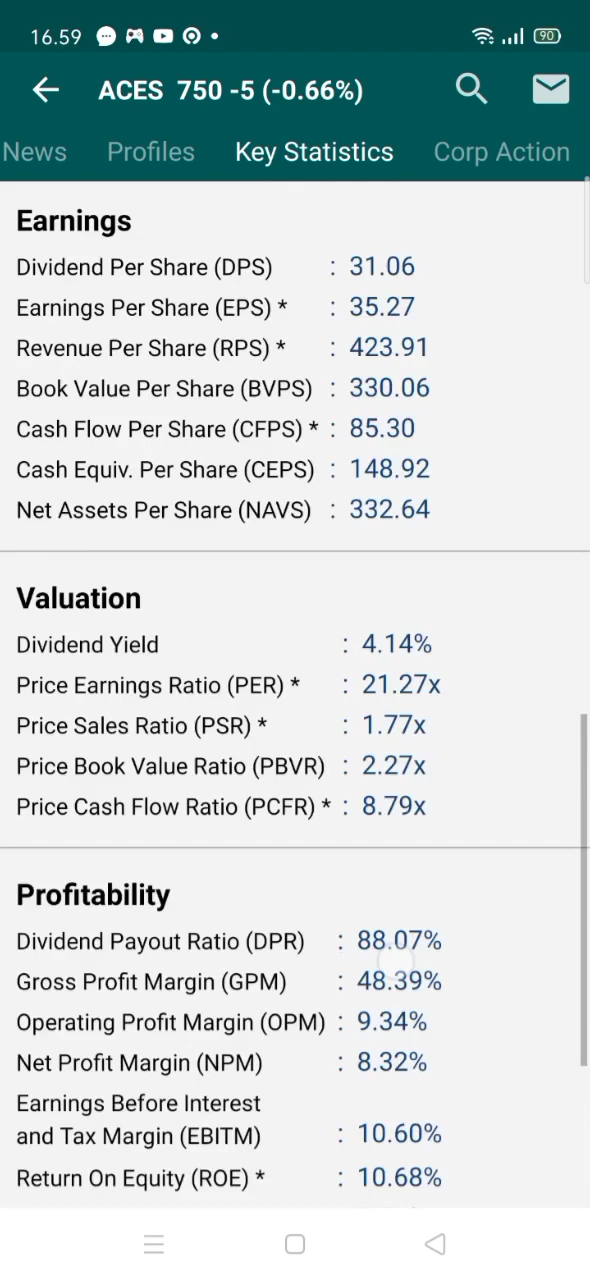 16.59
90
ACES 750 -5 (-0.66%)
News Profiles Key Statistics Corp Action
Earnings
Dividend Per Share (DPS) : 31.06
Earnings Per Share (EPS) * : 35.27
Revenue Per Share (RPS) * : 423.91
Book Value Per Share (BVPS) : 330.06
Cash Flow Per Share (CFPS) * : 85.30
Cash Equiv. Per Share (CEPS) : 148.92
Net Assets Per Share (NAVS) : 332.64
Valuation
Dividend Yield : 4.14%
Price Earnings Ratio (PER) * : 21.27x
Price Sales Ratio (PSR) * : 1.77x
Price Book Value Ratio (PBVR) : 2.27x
Price Cash Flow Ratio (PCFR) * : 8.79x
Profitability
Dividend Payout Ratio (DPR) : 88.07%
Gross Profit Margin (GPM) : 48.39%
Operating Profit Margin (OPM) : 9.34%
Net Profit Margin (NPM) : 8.32%
Earnings Before Interest
and Tax Margin (EBITM) : 10.60%
Return On Equity (ROE) * : 10.68%